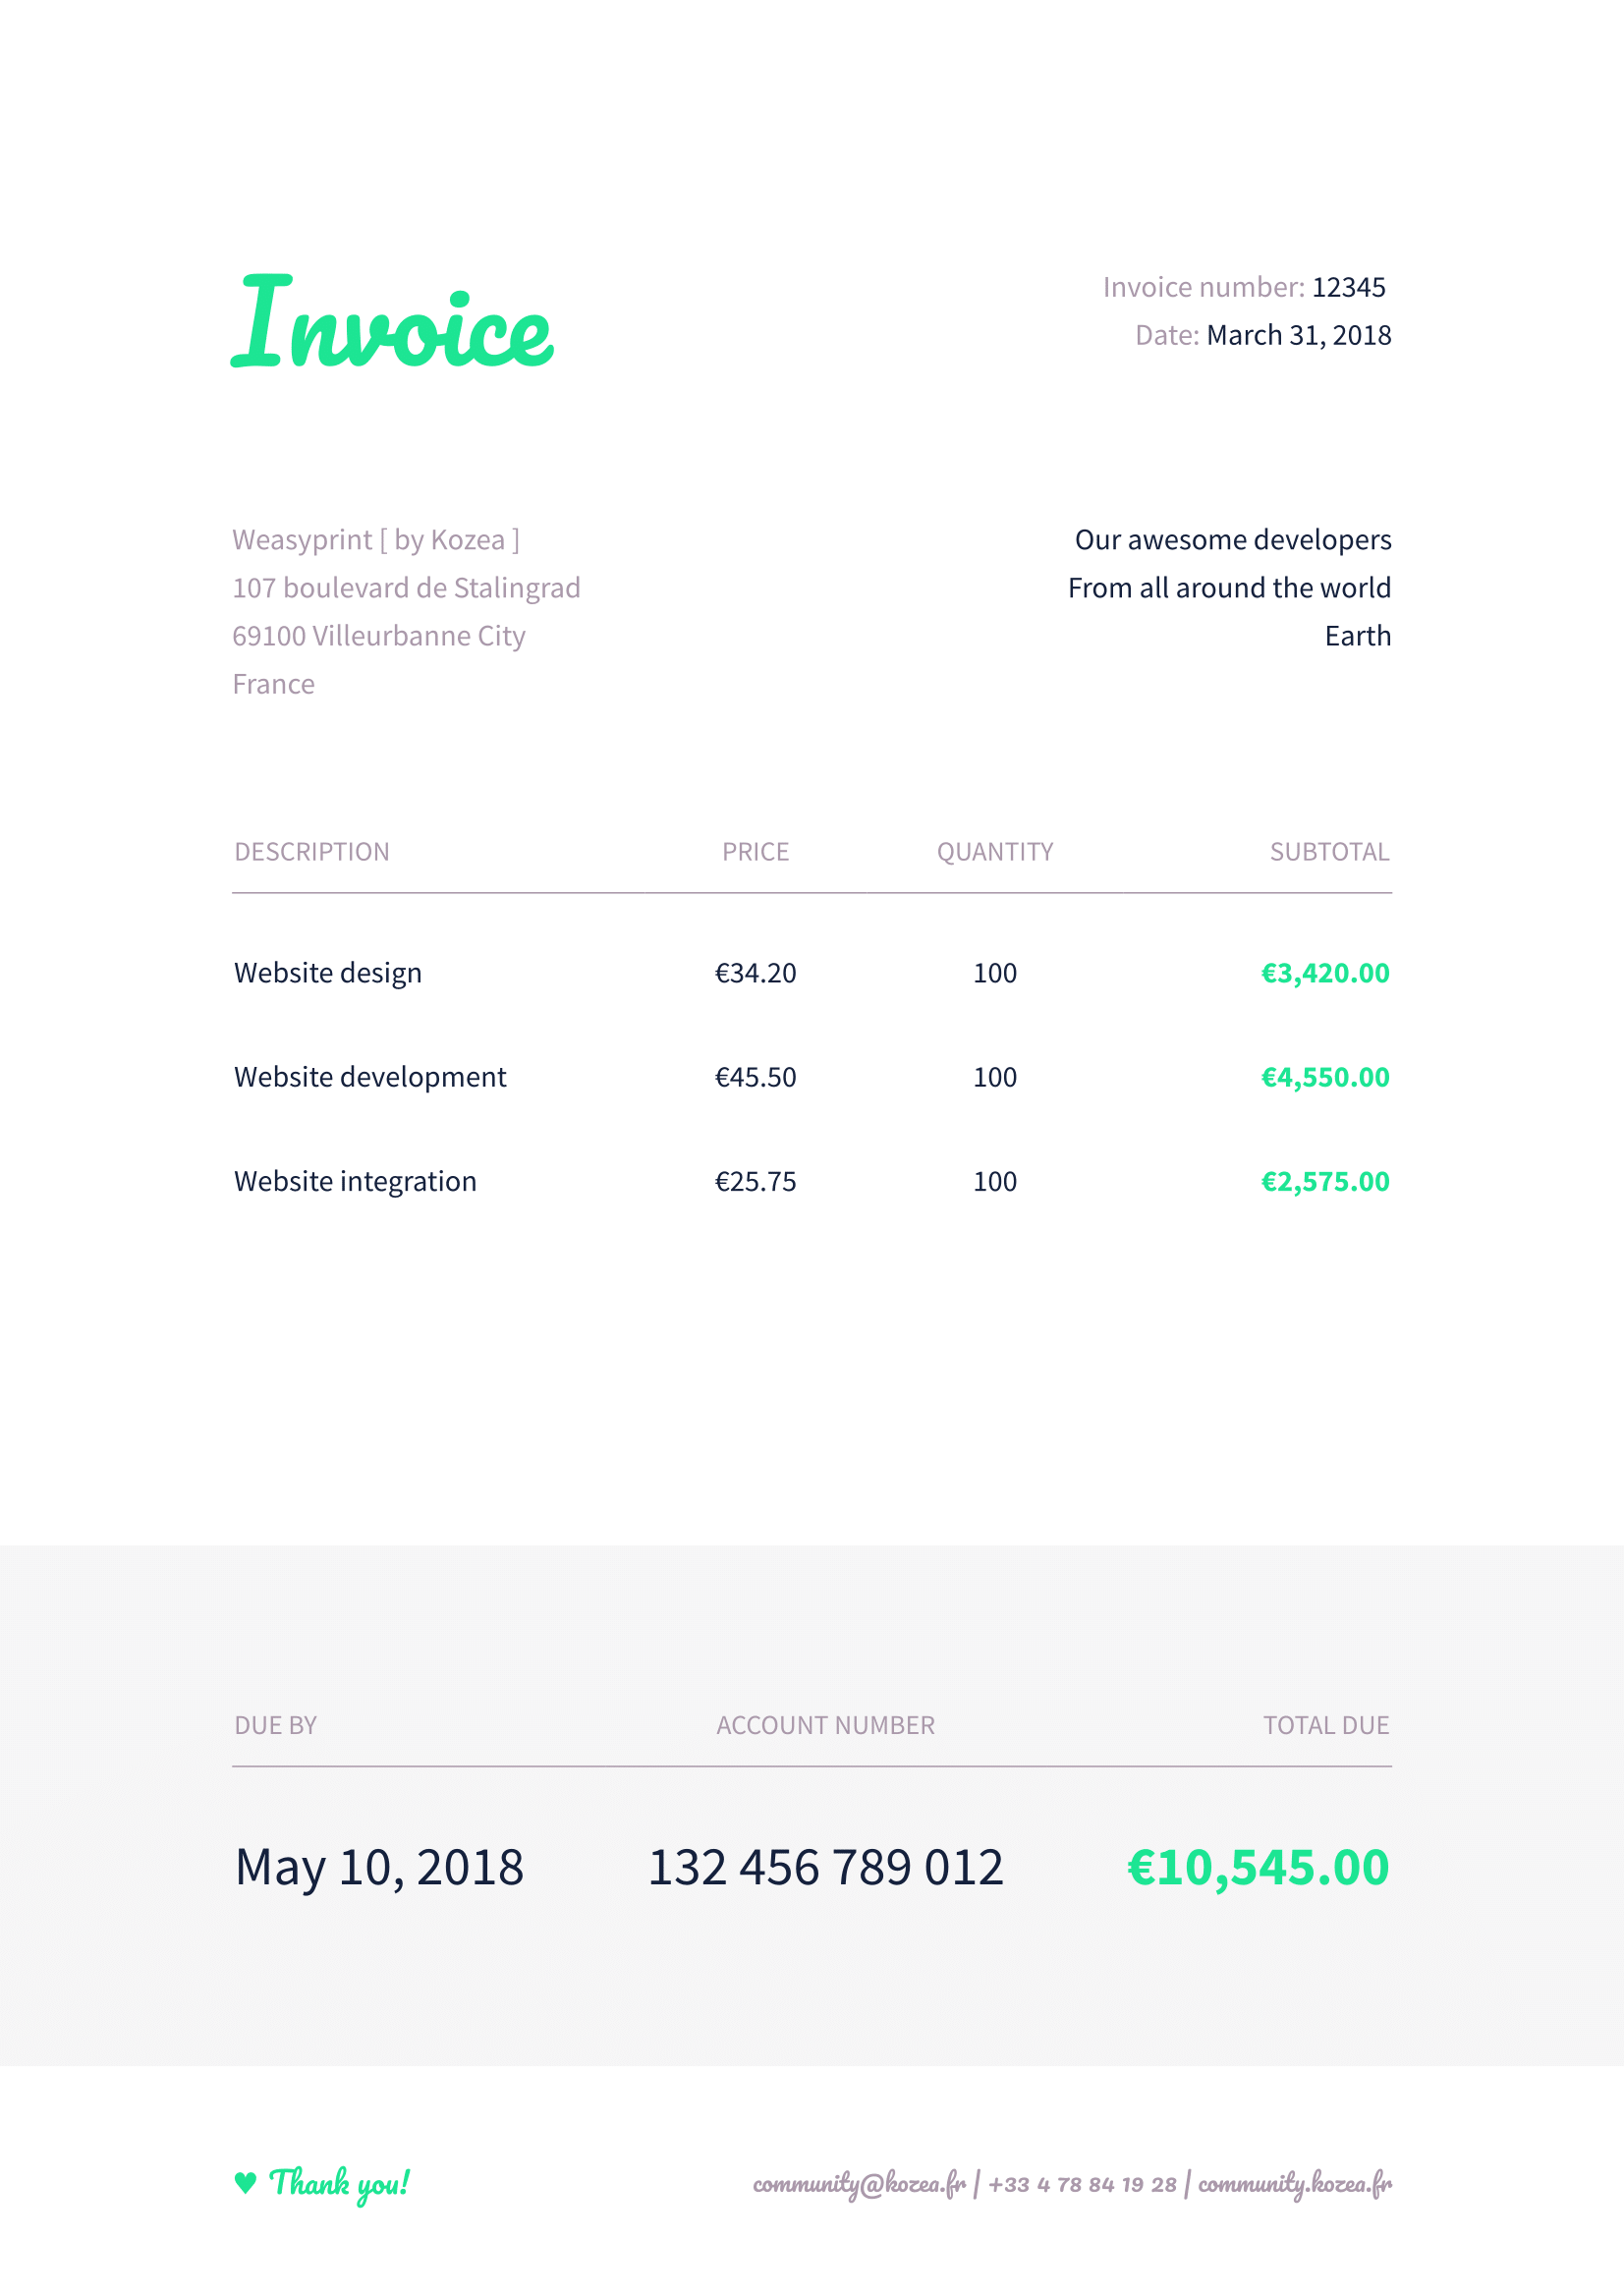 Invoice
Invoice number: 12345
Date: March 31, 2018
Weasyprint [ by Kozea ]
107 boulevard de Stalingrad
69100 Villeurbanne City
France
Our awesome developers
From all around the world
Earth
DESCRIPTION PRICE QUANTITY SUBTOTAL
Website design €34.20 100 €3,420.00
Website development €45.50 100 €4,550.00
Website integration €25.75 100 €2,575.00
DUE BY ACCOUNT NUMBER TOTAL DUE
May 10, 2018 132 456 789 012 €10,545.00
♥ Thank you!
community@kozea.fr | +33 4 78 84 19 28 | community.kozea.fr